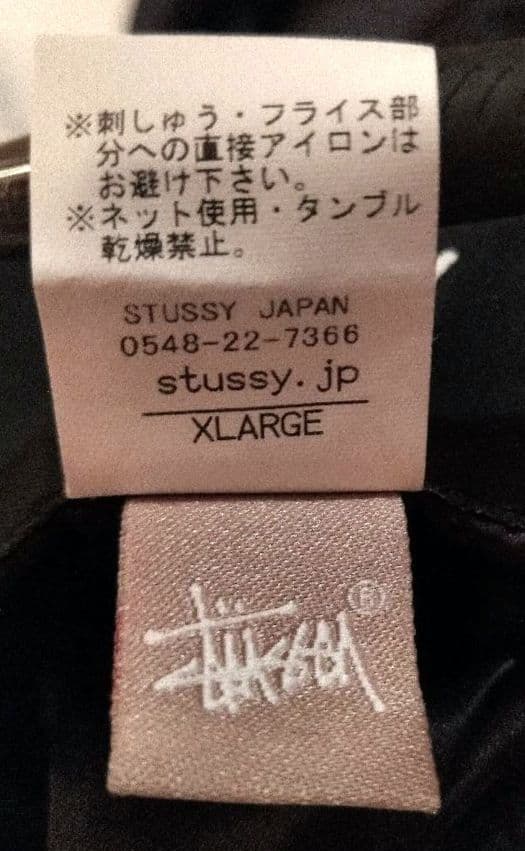 ※刺しゅう・フライス部
分への直接アイロンは
お避け下さい。
※ネット使用・タンブル
乾燥禁止。
STUSSY JAPAN
0548-22-7366
stussy.jp
XLARGE
Stüssy ®